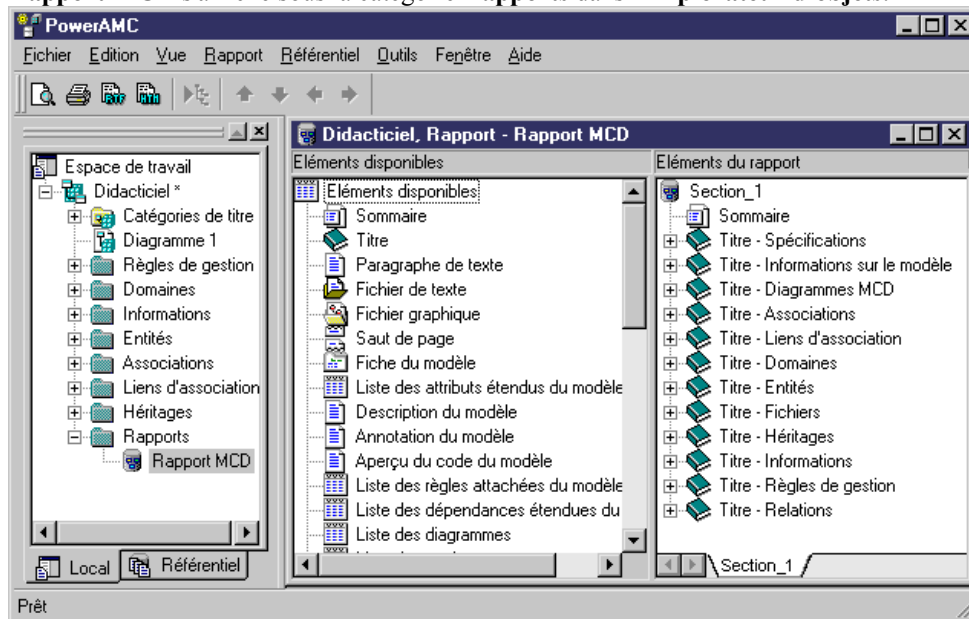 PowerAMC
Fichier Edition Vue Rapport Référentiel Outils Fenêtre Aide
Espace de travail
Didacticiel *
Catégories de titre
Diagramme 1
Règles de gestion
Domaines
Informations
Entités
Associations
Liens d'association
Héritages
Rapports
Rapport MCD
Local Référentiel
Didacticiel, Rapport - Rapport MCD
Eléments disponibles
Eléments disponibles
Sommaire
Titre
Paragraphe de texte
Fichier de texte
Fichier graphique
Saut de page
Fiche du modèle
Liste des attributs étendus du modèle
Description du modèle
Annotation du modèle
Aperçu du code du modèle
Liste des règles attachées du modèle
Liste des dépendances étendues du
Liste des diagrammes
Eléments du rapport
Section_1
Sommaire
Titre - Spécifications
Titre - Informations sur le modèle
Titre - Diagrammes MCD
Titre - Associations
Titre - Liens d'association
Titre - Domaines
Titre - Entités
Titre - Fichiers
Titre - Héritages
Titre - Informations
Titre - Règles de gestion
Titre - Relations
Section_1
Prêt